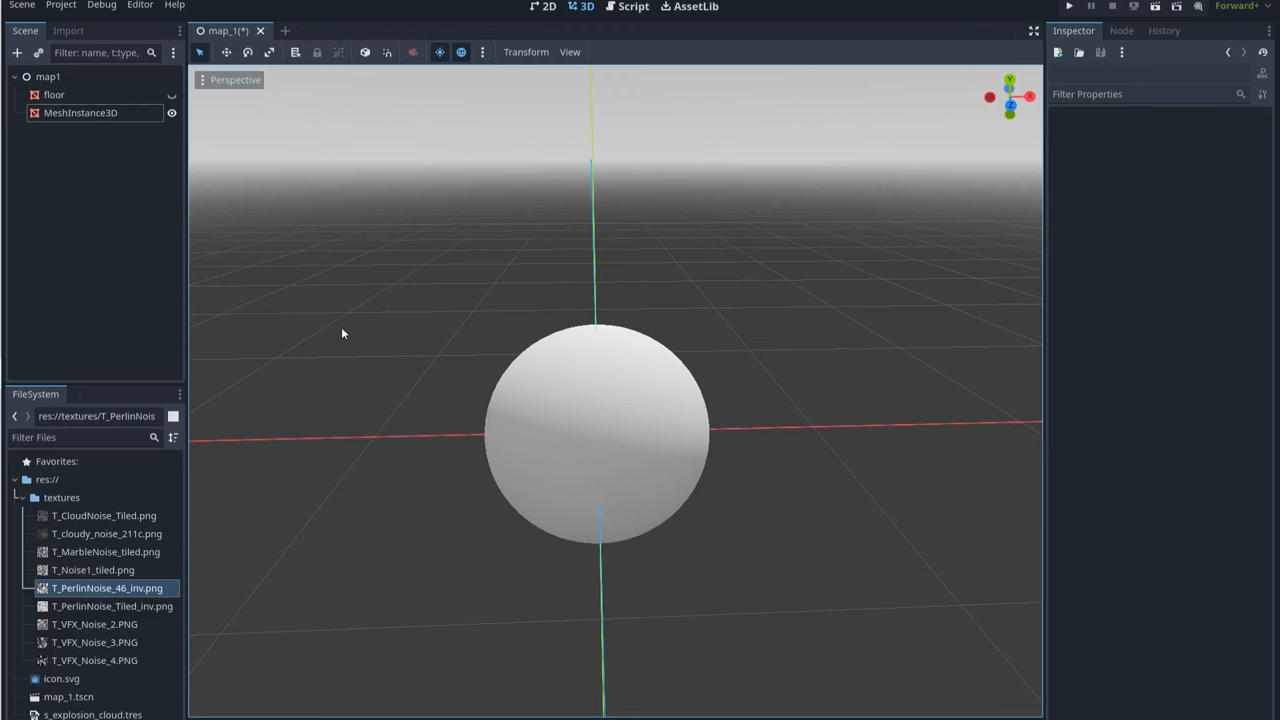 Scene Project Debug Editor Help
2D 3D Script AssetLib
Forward+
Scene Import
map_1(*)
Inspector Node History
Filter: name, t:type,
Transform View
map1
floor
MeshInstance3D
Perspective
Y
X
Z
Filter Properties
FileSystem
res://textures/T_PerlinNois
Filter Files
Favorites:
res://
textures
T_CloudNoise_Tiled.png
T_cloudy_noise_211c.png
T_MarbleNoise_tiled.png
T_Noise1_tiled.png
T_PerlinNoise_46_inv.png
T_PerlinNoise_Tiled_inv.png
T_VFX_Noise_2.PNG
T_VFX_Noise_3.PNG
T_VFX_Noise_4.PNG
icon.svg
map_1.tscn
s_explosion_cloud.tres